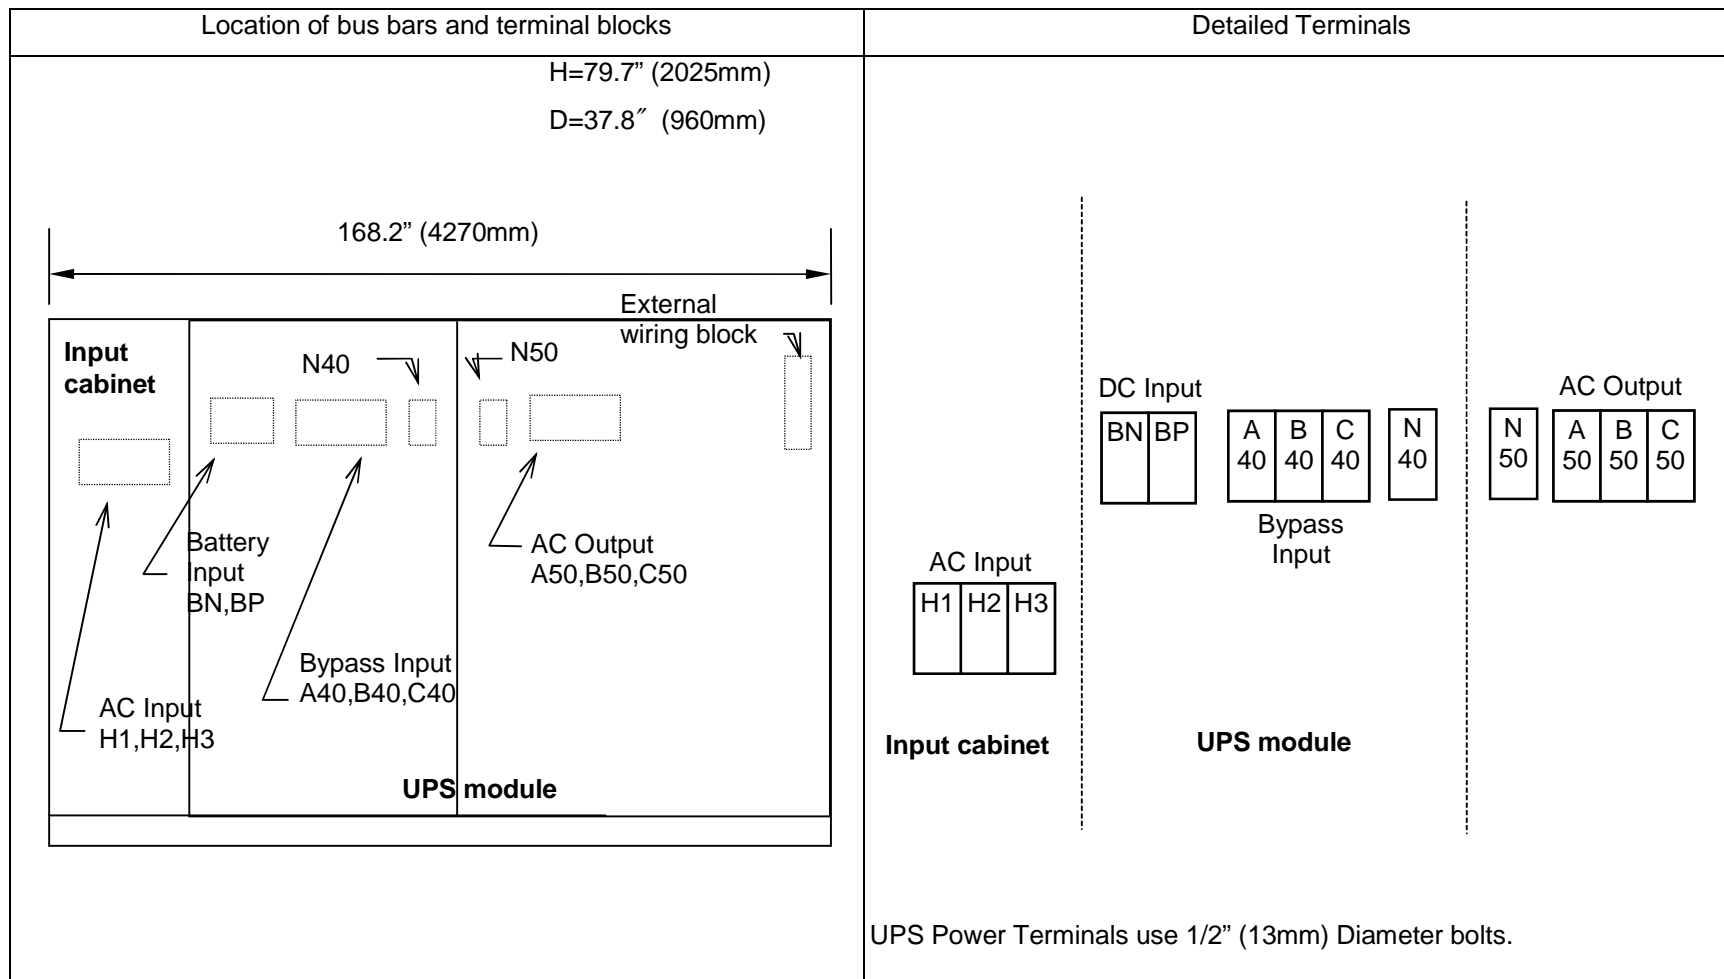 Location of bus bars and terminal blocks
Detailed Terminals
H=79.7” (2025mm)
D=37.8″ (960mm)
168.2” (4270mm)
External
wiring block
Input
cabinet
N40
N50
Battery
Input
BN,BP
AC Output
A50,B50,C50
Bypass Input
A40,B40,C40
AC Input
H1,H2,H3
UPS module
DC Input
AC Output
BN BP
A B C
40 40 40
N
40
N
50
A B C
50 50 50
Bypass
Input
AC Input
H1 H2 H3
Input cabinet
UPS module
UPS Power Terminals use 1/2” (13mm) Diameter bolts.